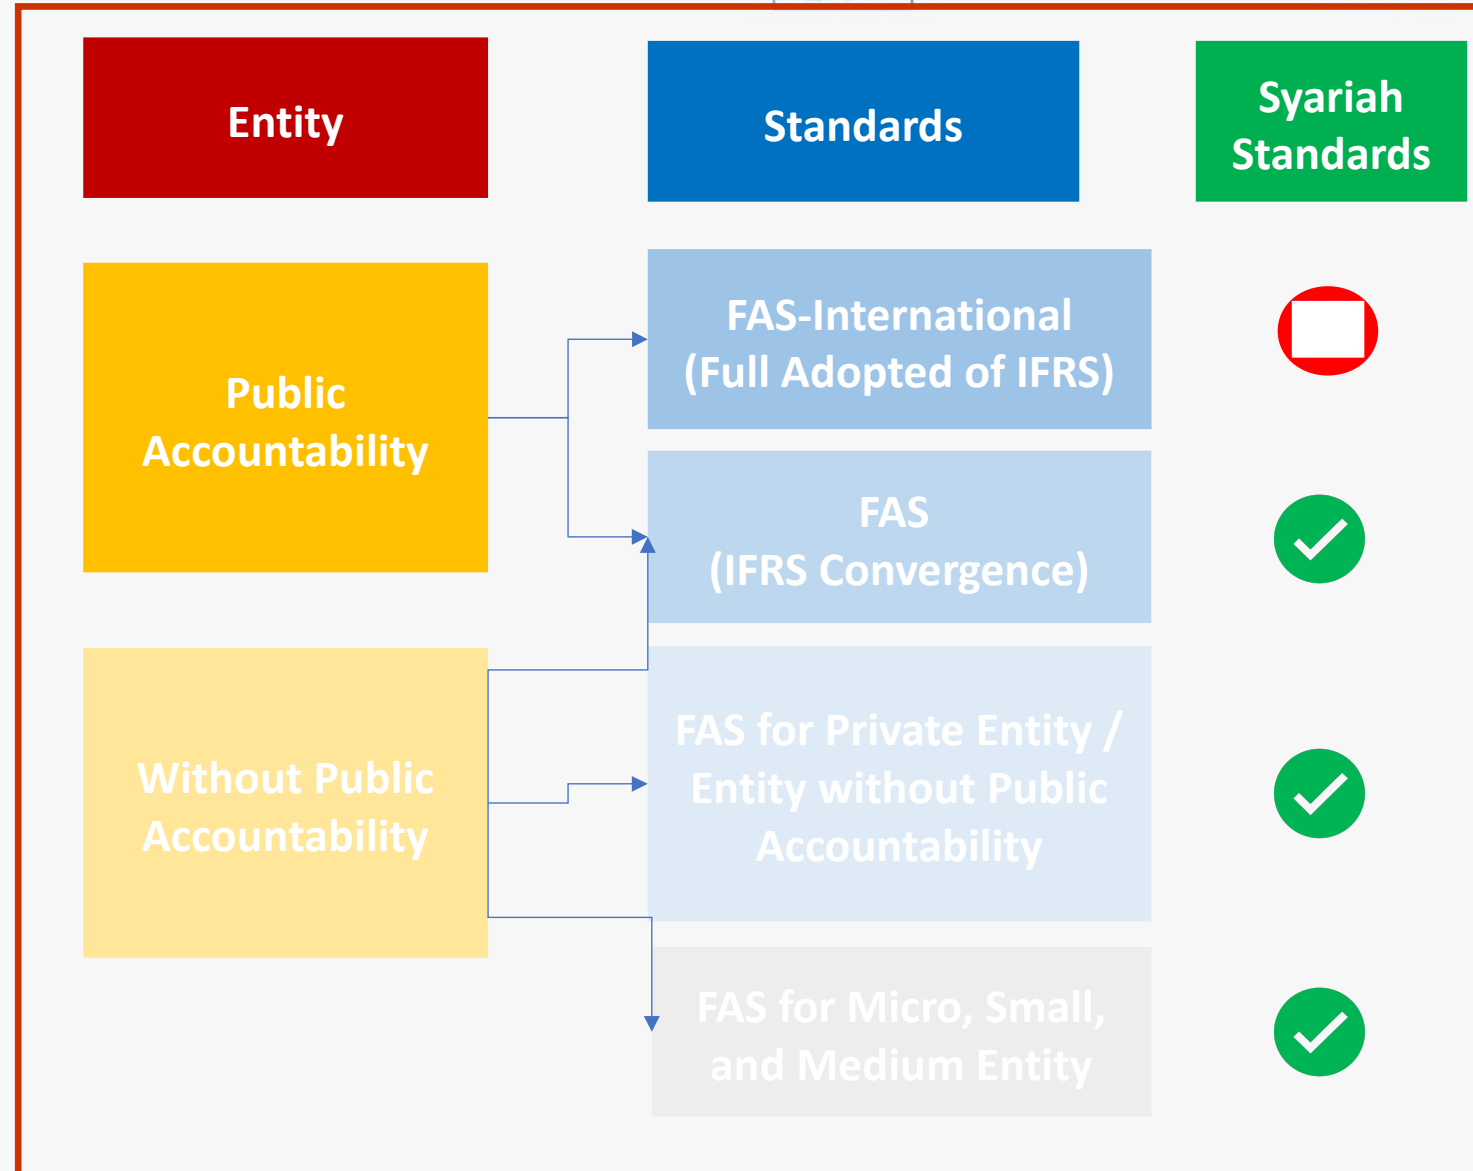 Entity
Standards
Syariah
Standards
Public
Accountability
FAS-International
(Full Adopted of IFRS)
FAS
(IFRS Convergence)
Without Public
Accountability
FAS for Private Entity /
Entity without Public
Accountability
FAS for Micro, Small,
and Medium Entity